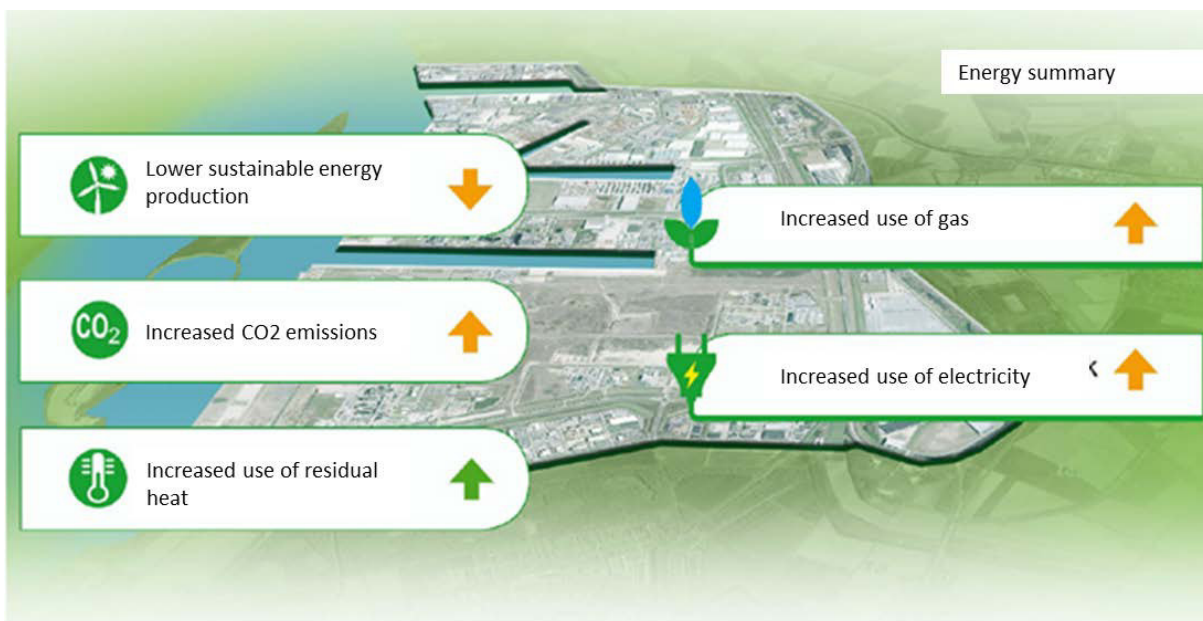 Energy summary
Lower sustainable energy
production
Increased use of gas
CO2
Increased CO2 emissions
Increased use of electricity
Increased use of residual
heat